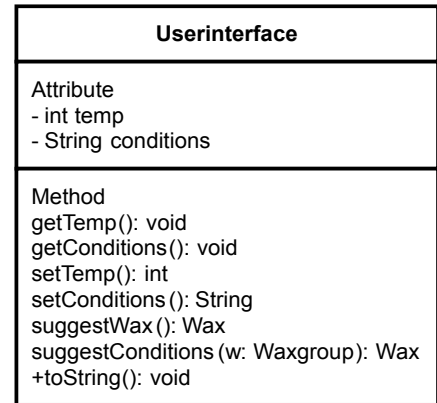 Userinterface
Attribute
- int temp
- String conditions
Method
getTemp(): void
getConditions(): void
setTemp(): int
setConditions(): String
suggestWax(): Wax
suggestConditions(w: Waxgroup): Wax
+toString(): void